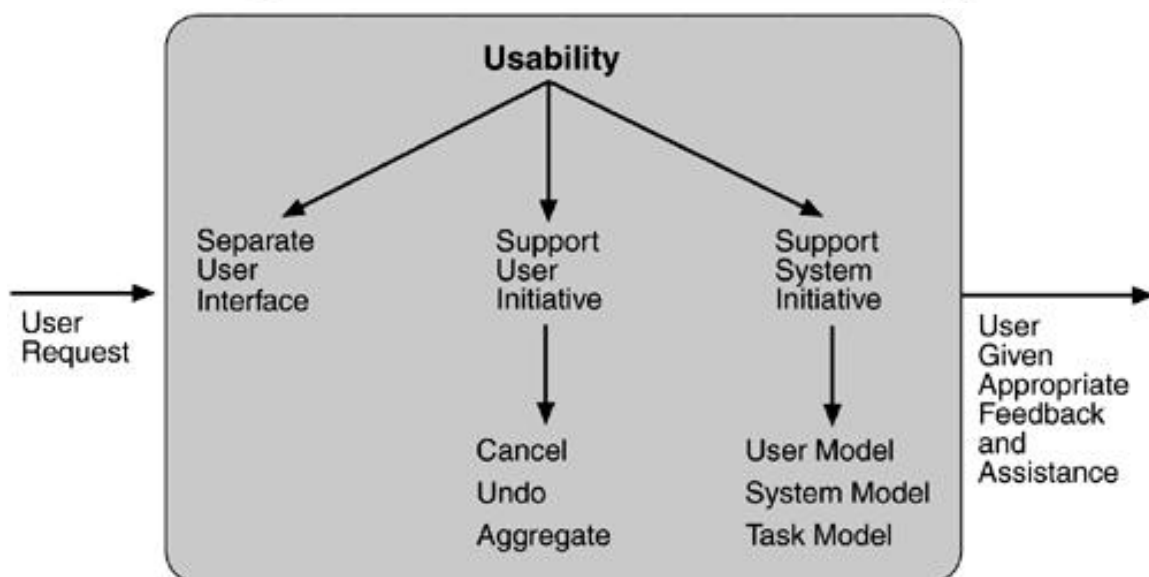 Usability
Separate
User
Interface
Support
User
Initiative
Support
System
Initiative
User
Request
User
Given
Appropriate
Feedback
and
Assistance
Cancel
Undo
Aggregate
User Model
System Model
Task Model